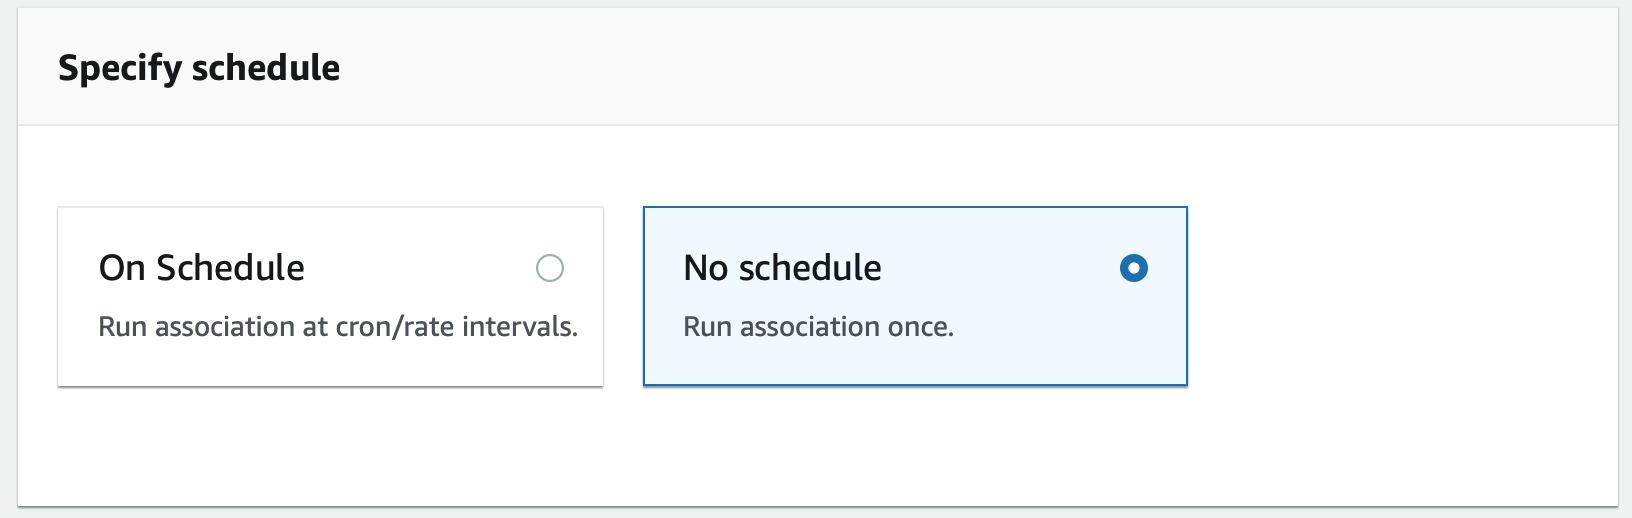 Specify schedule
On Schedule
Run association at cron/rate intervals.
No schedule
Run association once.